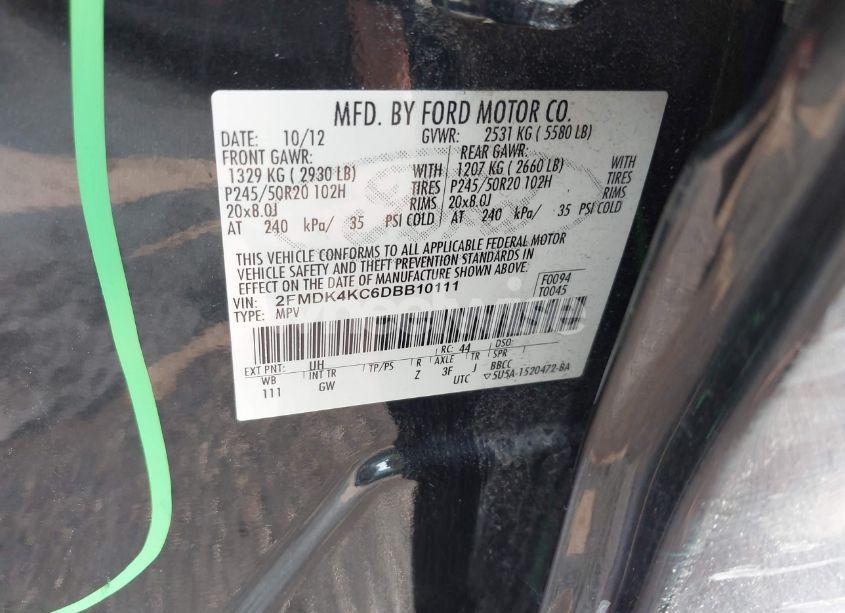 MFD. BY FORD MOTOR CO.
DATE: 10/12 GVWR: 2531 KG ( 5580 LB)
FRONT GAWR: REAR GAWR:
1329 KG ( 2930 LB) WITH 1207 KG ( 2660 LB) WITH
P245/50R20 102H TIRES P245/50R20 102H TIRES
20x8.0J RIMS 20x8.0J RIMS
AT 240 kPa/ 35 PSI COLD AT 240 kPa/ 35 PSI COLD
THIS VEHICLE CONFORMS TO ALL APPLICABLE FEDERAL MOTOR
VEHICLE SAFETY AND THEFT PREVENTION STANDARDS IN
EFFECT ON THE DATE OF MANUFACTURE SHOWN ABOVE.
VIN: 2FMDK4KC6DBB10111 F0094
TYPE: MPV T0045
EXT PNT: UH RC: 44 DSO:
WB INT TR TP/PS R AXLE TR SPR
111 GW Z 3F J BBCC
UTC ▽5U5A-1520472-BA